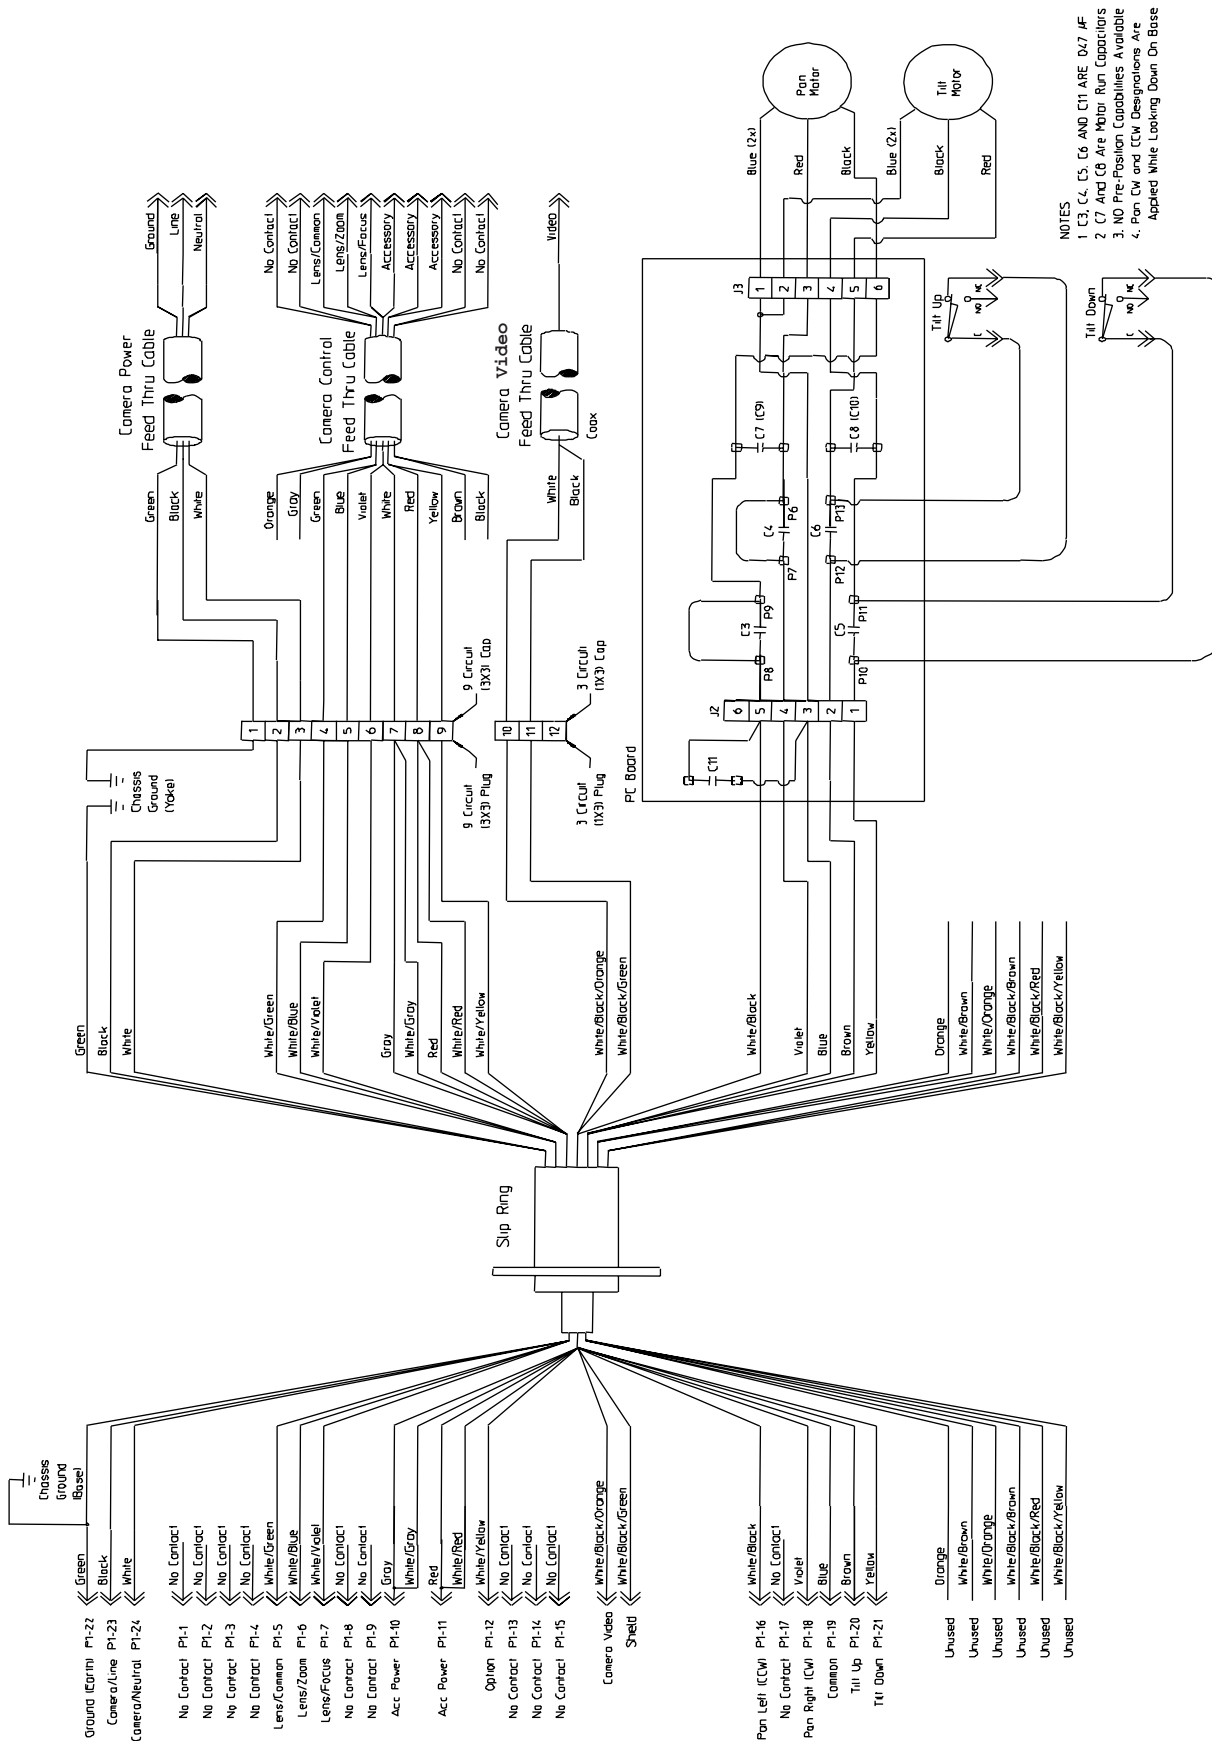 Ground (Earth) P1-22
Camera/Line P1-23
Camera/Neutral P1-24
No Contact P1-1
No Contact P1-2
No Contact P1-3
No Contact P1-4
Lens/Common P1-5
Lens/Zoom P1-6
Lens/Focus P1-7
No Contact P1-8
No Contact P1-9
Acc Power P1-10
Acc Power P1-11
Option P1-12
No Contact P1-13
No Contact P1-14
No Contact P1-15
Camera Video
Shield
Pan Left (CCW) P1-16
No Contact P1-17
Pan Right (CW) P1-18
Common P1-19
Tilt Up P1-20
Tilt Down P1-21
Unused
Unused
Unused
Unused
Unused
Unused
Chassis
Ground
(Base)
Green
Black
White
No Contact
No Contact
No Contact
No Contact
White/Green
White/Blue
White/Violet
No Contact
No Contact
Gray
White/Gray
Red
White/Red
White/Yellow
No Contact
No Contact
No Contact
White/Black/Orange
White/Black/Green
White/Black
No Contact
Violet
Blue
Brown
Yellow
Orange
White/Brown
White/Orange
White/Black/Brown
White/Black/Red
White/Black/Yellow
Slip Ring
Green
Black
White
White/Green
White/Blue
White/Violet
Gray
White/Gray
Red
White/Red
White/Yellow
White/Black/Orange
White/Black/Green
White/Black
Violet
Blue
Brown
Yellow
Orange
White/Brown
White/Orange
White/Black/Brown
White/Black/Red
White/Black/Yellow
Chassis
Ground
(Yoke)
1
2
3
4
5
6
7
8
9
9 Circuit
(3X3) Plug
9 Circuit
(3X3) Cap
10
11
12
3 Circuit
(1X3) Plug
3 Circuit
(1X3) Cap
Green
Black
White
Orange
Gray
Green
Blue
Violet
White
Red
Yellow
Brown
Black
White
Black
Coax
Camera Power
Feed Thru Cable
Camera Control
Feed Thru Cable
Camera Video
Feed Thru Cable
Ground
Line
Neutral
No Contact
No Contact
Lens/Common
Lens/Zoom
Lens/Focus
Accessory
Accessory
Accessory
No Contact
No Contact
Video
PC Board
C11
J2
6
5
4
3
2
1
P8
C3
P9
P10
C5
P11
P7
C4
P6
P12
C6
P13
C7 (C9)
C8 (C10)
J3
1
2
3
4
5
6
Blue (2x)
Red
Black
Blue (2x)
Black
Red
Pan
Motor
Tilt
Motor
Tilt Up
C
NO
NC
Tilt Down
C
NO
NC
NOTES
1 C3, C4, C5, C6 AND C11 ARE 047 µF
2 C7 And C8 Are Motor Run Capacitors
3. NO Pre-Position Capabilities Available
4. Pan CW and CCW Designations Are
Applied While Looking Down On Base